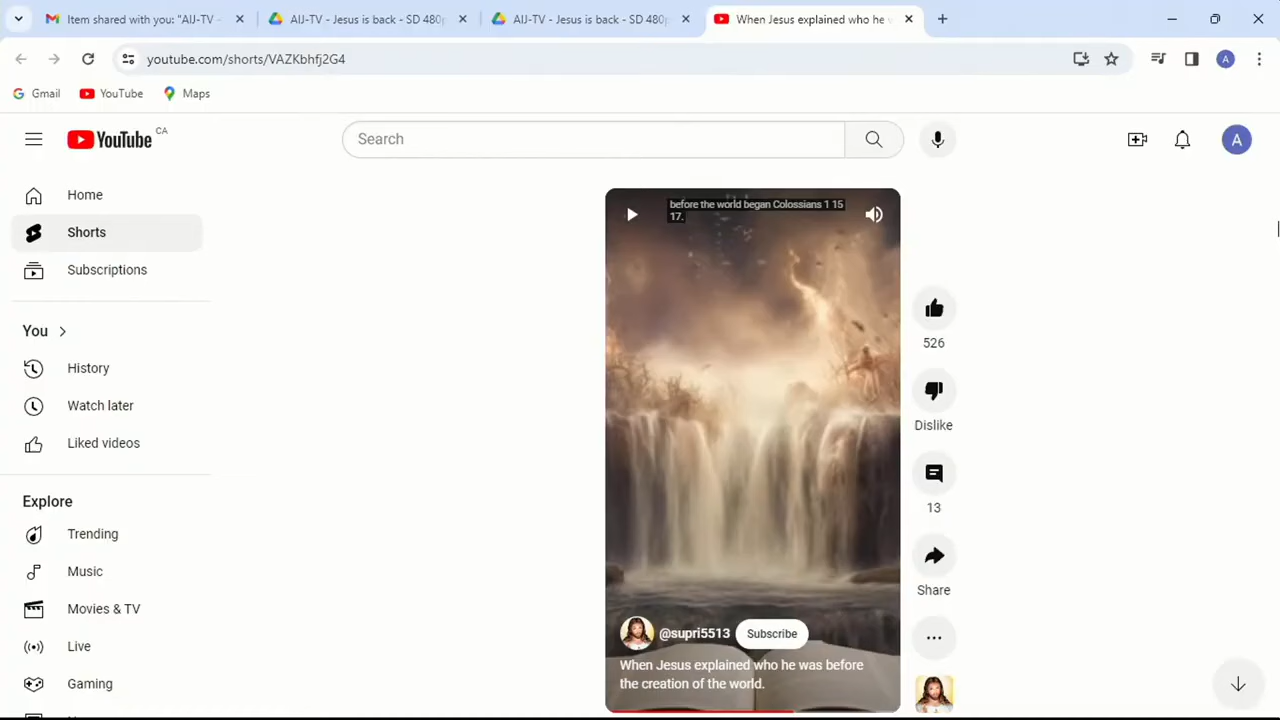 Item shared with you: "AIJ-TV -
AIJ-TV - Jesus is back - SD 480p
AIJ-TV - Jesus is back - SD 480p
When Jesus explained who he w
youtube.com/shorts/VAZKbhfj2G4
Gmail
YouTube
Maps
YouTube CA
Search
A
A
Home
Shorts
Subscriptions
You
History
Watch later
Liked videos
Explore
Trending
Music
Movies & TV
Live
Gaming
before the world began Colossians 1 15
17.
526
Dislike
13
Share
@supri5513
Subscribe
When Jesus explained who he was before
the creation of the world.